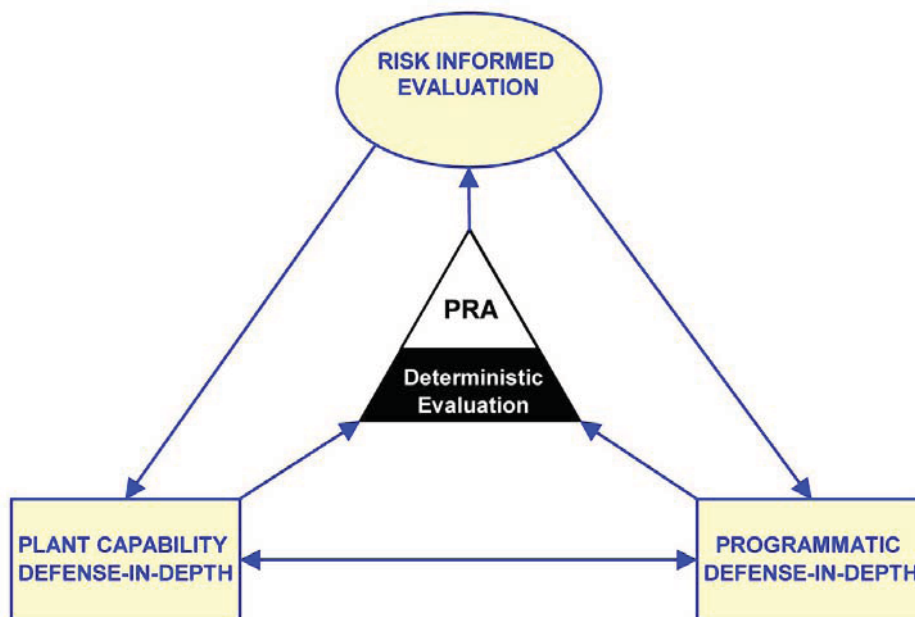 RISK INFORMED
EVALUATION
PRA
Deterministic
Evaluation
PLANT CAPABILITY
DEFENSE-IN-DEPTH
PROGRAMMATIC
DEFENSE-IN-DEPTH